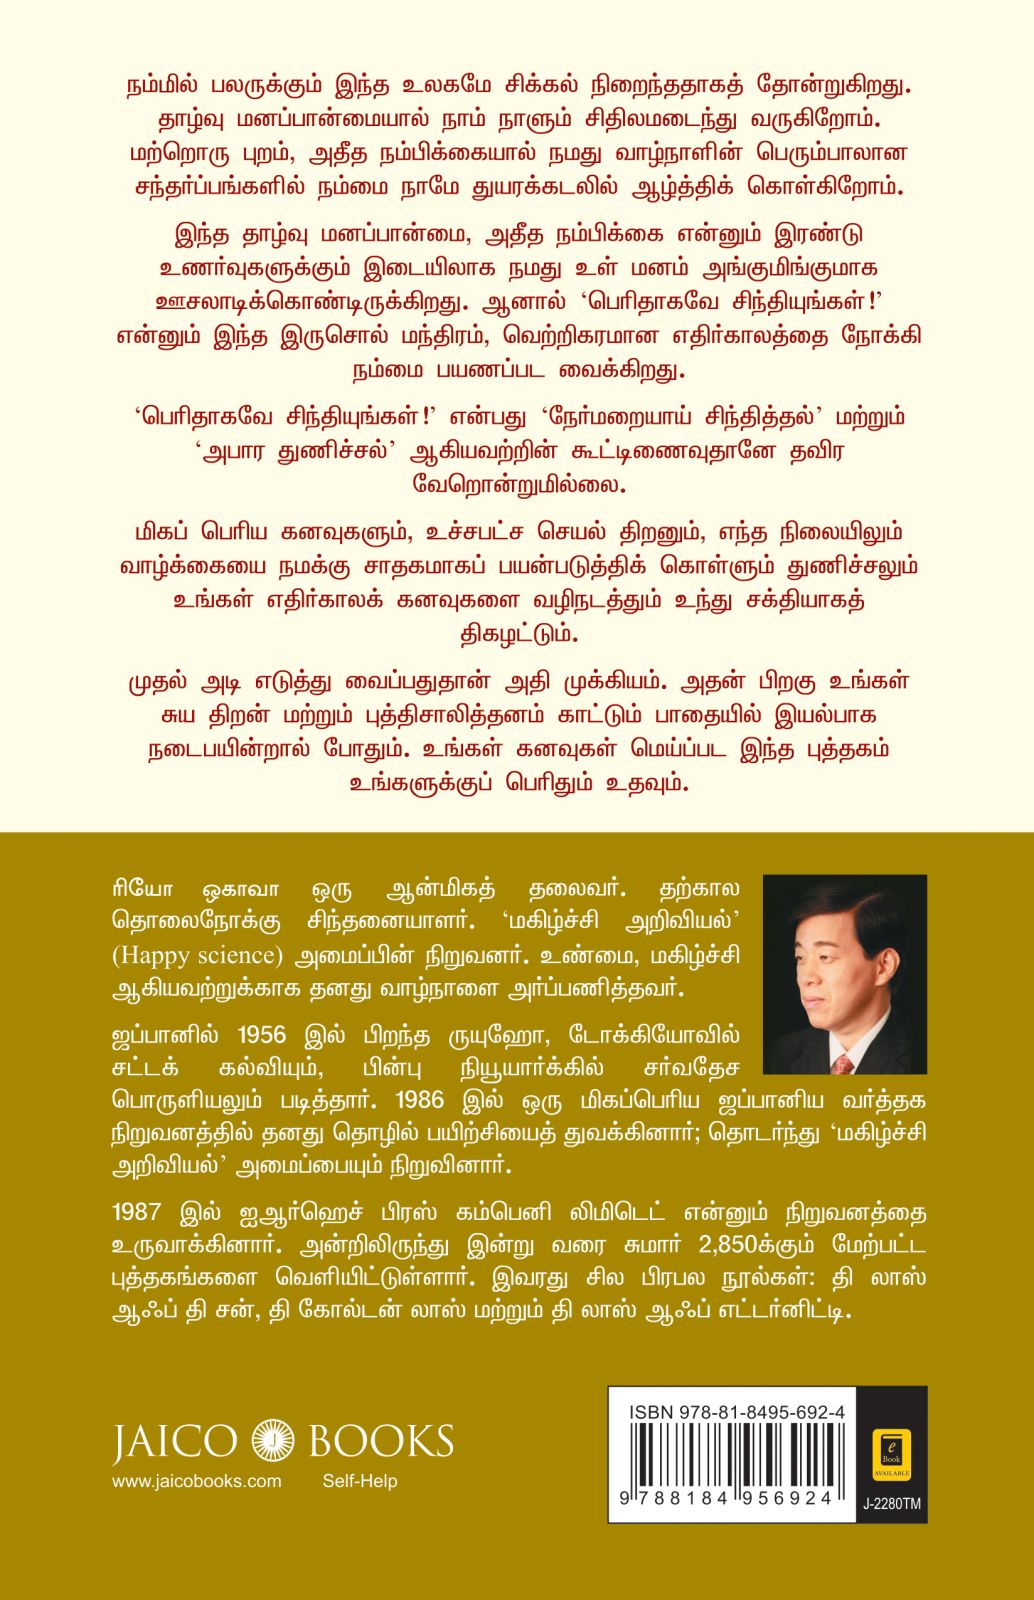 நம்மில் பலருக்கும் இந்த உலகமே சிக்கல் நிறைந்ததாகத் தோன்றுகிறது.
தாழ்வு மனப்பான்மையால் நாம் நாளும் சிதிலமடைந்து வருகிறோம்.
மற்றொரு புறம், அதீத நம்பிக்கையால் நமது வாழ்நாளின் பெரும்பாலான
சந்தர்ப்பங்களில் நம்மை நாமே துயரக்கடலில் ஆழ்த்திக் கொள்கிறோம்.
இந்த தாழ்வு மனப்பான்மை, அதீத நம்பிக்கை என்னும் இரண்டு
உணர்வுகளுக்கும் இடையிலாக நமது உள் மனம் அங்குமிங்குமாக
ஊசலாடிக்கொண்டிருக்கிறது. ஆனால் ‘பெரிதாகவே சிந்தியுங்கள்!’
என்னும் இந்த இருசொல் மந்திரம், வெற்றிகரமான எதிர்காலத்தை நோக்கி
நம்மை பயணப்பட வைக்கிறது.
‘பெரிதாகவே சிந்தியுங்கள்!’ என்பது ‘நேர்மறையாய் சிந்தித்தல்’ மற்றும்
‘அபார துணிச்சல்’ ஆகியவற்றின் கூட்டிணைவுதானே தவிர
வேறொன்றுமில்லை.
மிகப் பெரிய கனவுகளும், உச்சபட்ச செயல் திறனும், எந்த நிலையிலும்
வாழ்க்கையை நமக்கு சாதகமாகப் பயன்படுத்திக் கொள்ளும் துணிச்சலும்
உங்கள் எதிர்காலக் கனவுகளை வழிநடத்தும் உந்து சக்தியாகத்
திகழட்டும்.
முதல் அடி எடுத்து வைப்பதுதான் அதி முக்கியம். அதன் பிறகு உங்கள்
சுய திறன் மற்றும் புத்திசாலித்தனம் காட்டும் பாதையில் இயல்பாக
நடைபயின்றால் போதும். உங்கள் கனவுகள் மெய்ப்பட இந்த புத்தகம்
உங்களுக்குப் பெரிதும் உதவும்.
ரியோ ஒகாவா ஒரு ஆன்மிகத் தலைவர். தற்கால
தொலைநோக்கு சிந்தனையாளர். ‘மகிழ்ச்சி அறிவியல்’
(Happy science) அமைப்பின் நிறுவனர். உண்மை, மகிழ்ச்சி
ஆகியவற்றுக்காக தனது வாழ்நாளை அர்ப்பணித்தவர்.
ஜப்பானில் 1956 இல் பிறந்த ருயுஹோ, டோக்கியோவில்
சட்டக் கல்வியும், பின்பு நியூயார்க்கில் சர்வதேச
பொருளியலும் படித்தார். 1986 இல் ஒரு மிகப்பெரிய ஜப்பானிய வர்த்தக
நிறுவனத்தில் தனது தொழில் பயிற்சியைத் துவக்கினார்; தொடர்ந்து ‘மகிழ்ச்சி
அறிவியல்’ அமைப்பையும் நிறுவினார்.
1987 இல் ஐஆர்ஹெச் பிரஸ் கம்பெனி லிமிடெட் என்னும் நிறுவனத்தை
உருவாக்கினார். அன்றிலிருந்து இன்று வரை சுமார் 2,850க்கும் மேற்பட்ட
புத்தகங்களை வெளியிட்டுள்ளார். இவரது சில பிரபல நூல்கள்: தி லாஸ்
ஆஃப் தி சன், தி கோல்டன் லாஸ் மற்றும் தி லாஸ் ஆஃப் எட்டர்னிட்டி.
JAICO J BOOKS
www.jaicobooks.com Self-Help
ISBN 978-81-8495-692-4
9 788184 956924
e
Book
AVAILABLE
J-2280TM